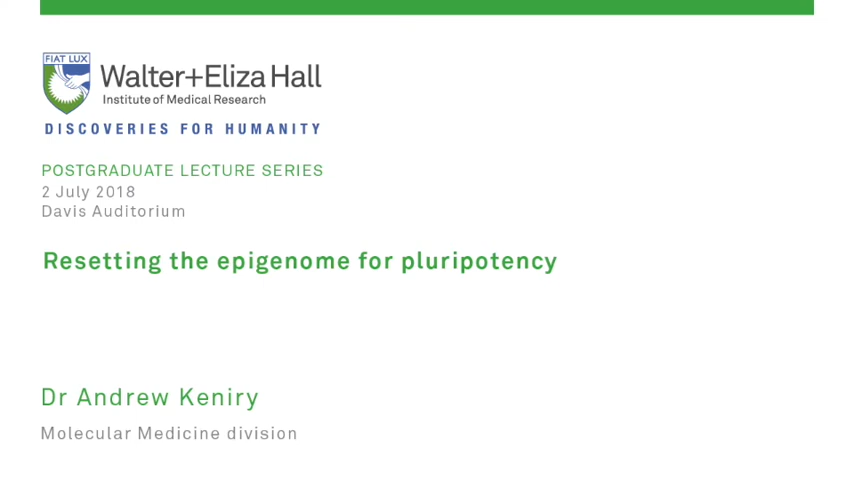 FIAT LUX
Walter+Eliza Hall
Institute of Medical Research
DISCOVERIES FOR HUMANITY
POSTGRADUATE LECTURE SERIES
2 July 2018
Davis Auditorium
Resetting the epigenome for pluripotency
Dr Andrew Keniry
Molecular Medicine division